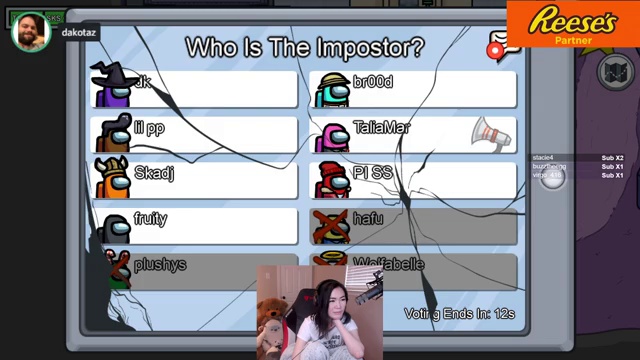 TASKS
dakotaz
Who Is The Impostor?
Reese's
Partner
dk
br00d
lil pp
TaliaMar
Skadj
PI SS
fruity
hafu
plushys
Wolfabelle
stacie4 Sub X2
Sub X1
Sub X1
Voting Ends In: 12s